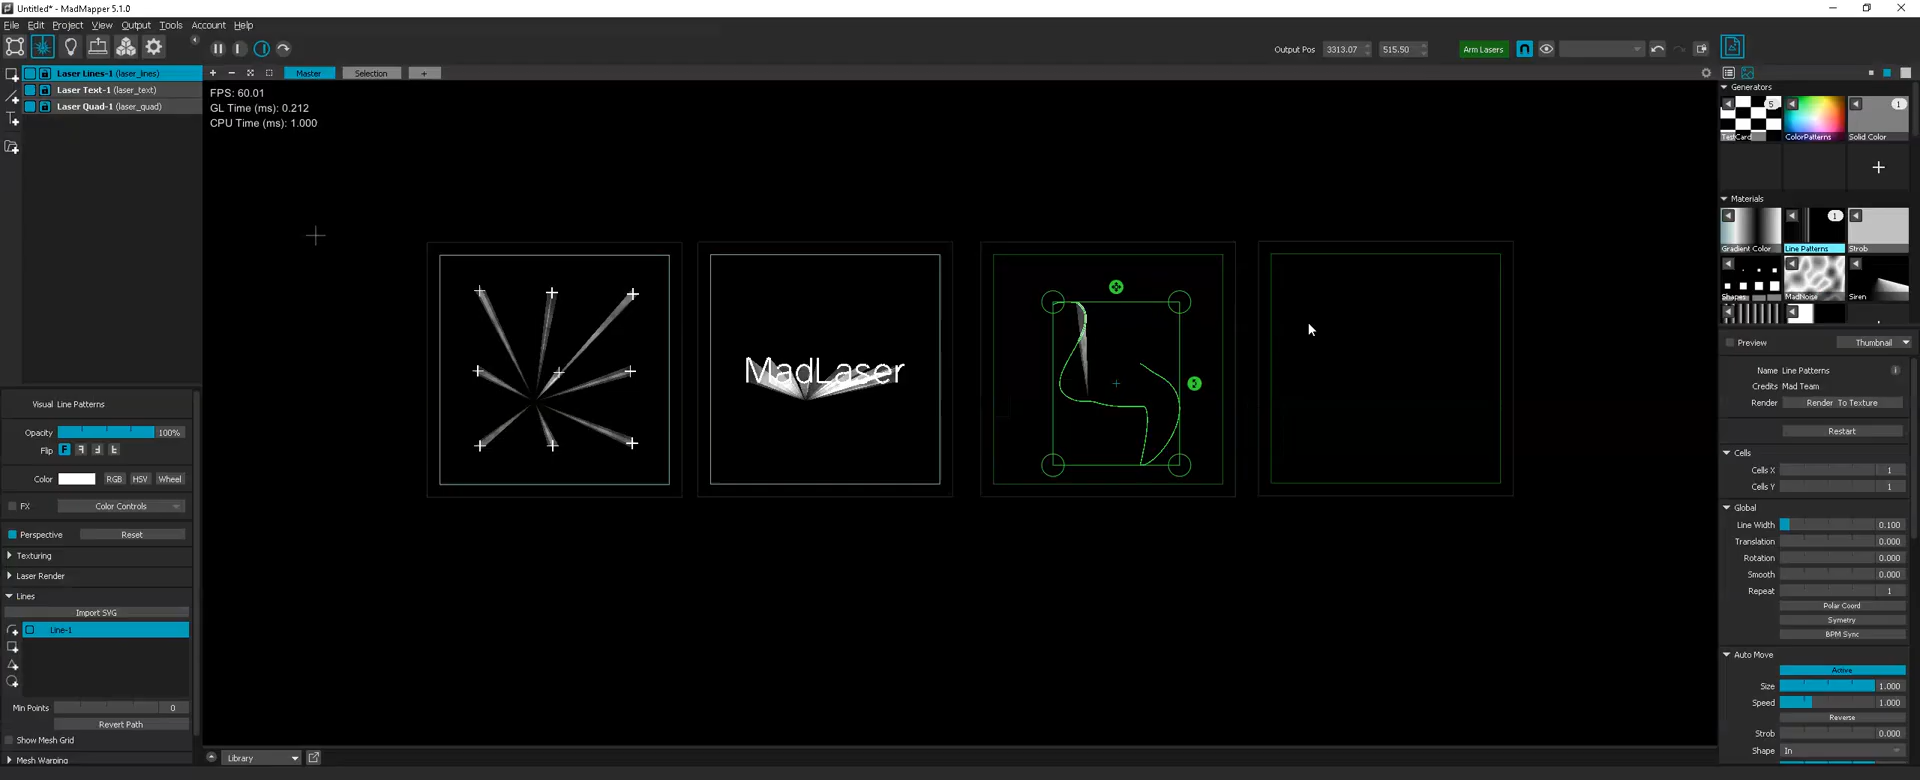 Untitled* - MadMapper 5.1.0
File Edit Project View Output Tools Account Help
Output Pos 3313.07 515.50 Arm Lasers
Laser Lines-1 (laser_lines)
Laser Text-1 (laser_text)
Laser Quad-1 (laser_quad)
Master Selection +
FPS: 60.01
GL Time (ms): 0.212
CPU Time (ms): 1.000
MadLaser
Visual Line Patterns
Opacity 100%
Flip
Color RGB HSV Wheel
FX Color Controls
Perspective Reset
Texturing
Laser Render
Lines
Import SVG
Line-1
Min Points 0
Revert Path
Show Mesh Grid
Mesh Warping
Library
Generators
5 1
TestCard ColorPatterns Solid Color
Materials
1
Gradient Color Line Patterns Strob
Shapes MadNoise Siren
Preview Thumbnail
Name Line Patterns
Credits Mad Team
Render Render To Texture
Restart
Cells
Cells X 1
Cells Y 1
Global
Line Width 0.100
Translation 0.000
Rotation 0.000
Smooth 0.000
Repeat 1
Polar Coord
Symetry
BPM Sync
Auto Move
Active
Size 1.000
Speed 1.000
Reverse
Strob 0.000
Shape In